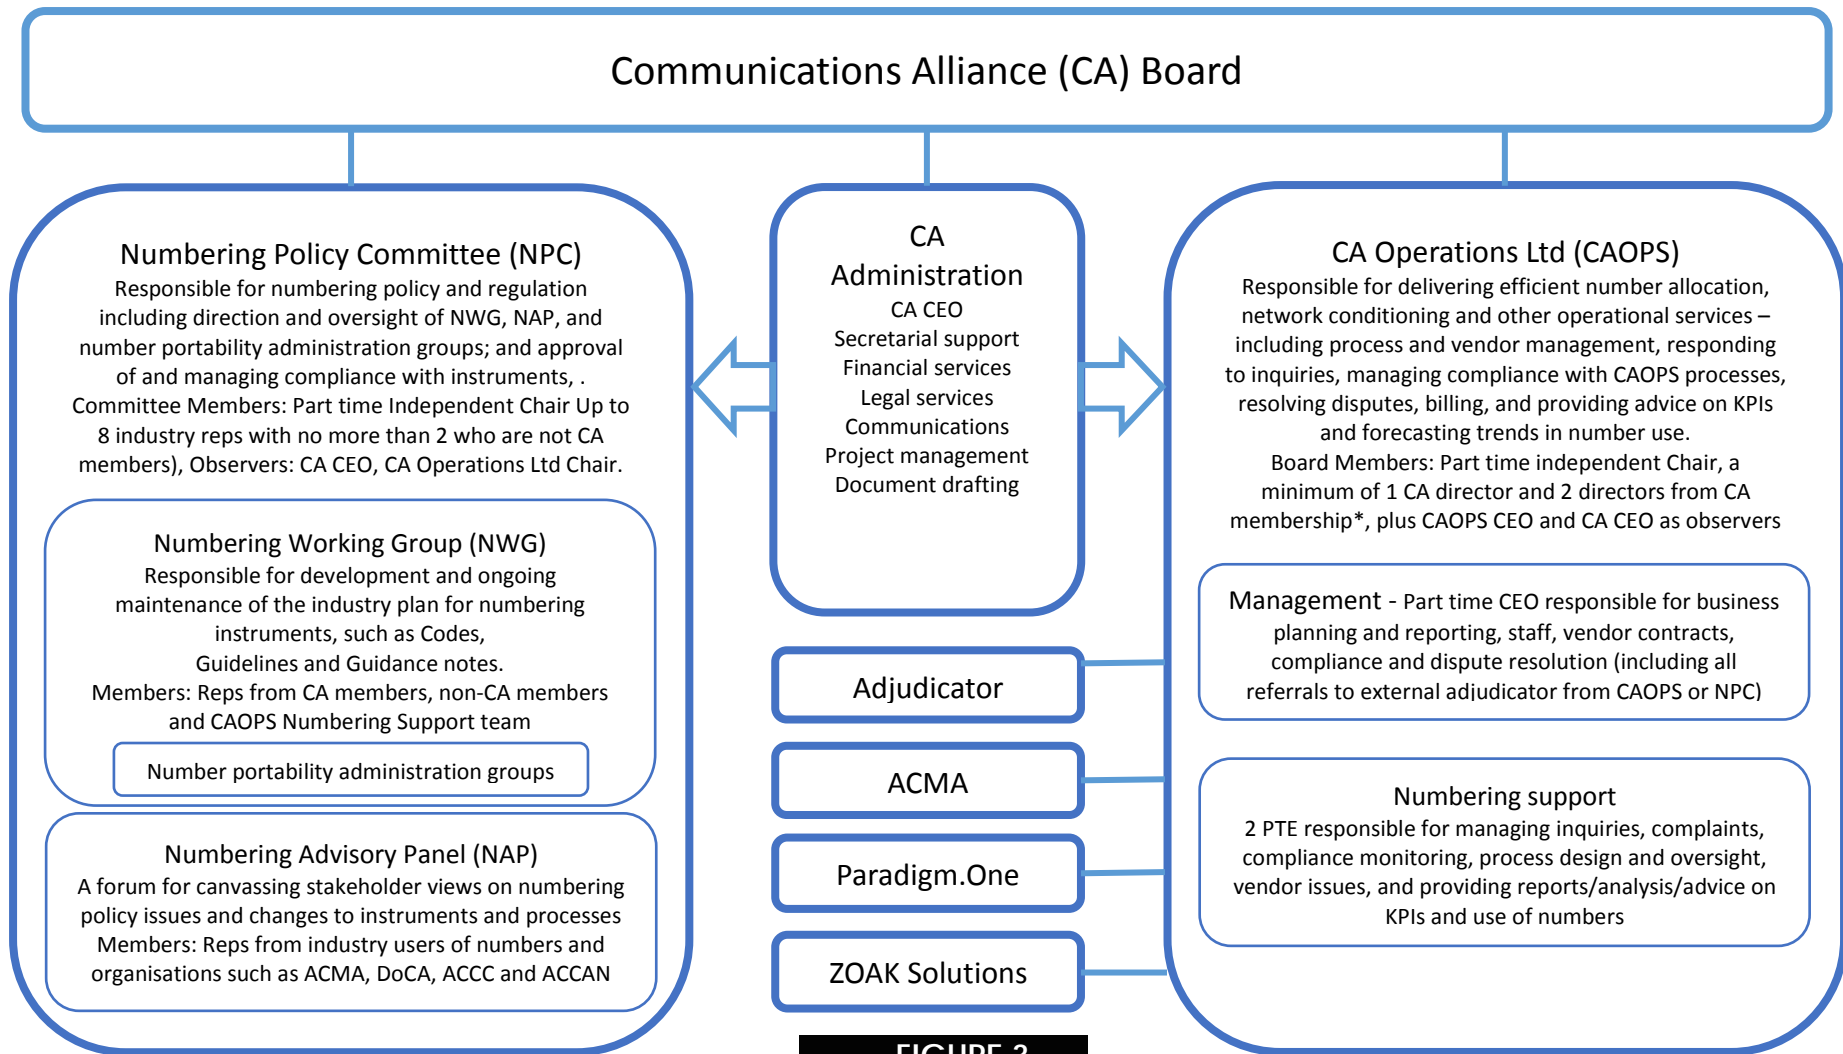 Communications Alliance (CA) Board
Numbering Policy Committee (NPC)
Responsible for numbering policy and regulation
including direction and oversight of NWG, NAP, and
number portability administration groups; and approval
of and managing compliance with instruments, .
Committee Members: Part time Independent Chair Up to
8 industry reps with no more than 2 who are not CA
members), Observers: CA CEO, CA Operations Ltd Chair.
Numbering Working Group (NWG)
Responsible for development and ongoing
maintenance of the industry plan for numbering
instruments, such as Codes,
Guidelines and Guidance notes.
Members: Reps from CA members, non-CA members
and CAOPS Numbering Support team
Number portability administration groups
Numbering Advisory Panel (NAP)
A forum for canvassing stakeholder views on numbering
policy issues and changes to instruments and processes
Members: Reps from industry users of numbers and
organisations such as ACMA, DoCA, ACCC and ACCAN
CA
Administration
CA CEO
Secretarial support
Financial services
Legal services
Communications
Project management
Document drafting
Adjudicator
ACMA
Paradigm.One
ZOAK Solutions
CA Operations Ltd (CAOPS)
Responsible for delivering efficient number allocation,
network conditioning and other operational services –
including process and vendor management, responding
to inquiries, managing compliance with CAOPS processes,
resolving disputes, billing, and providing advice on KPIs
and forecasting trends in number use.
Board Members: Part time independent Chair, a
minimum of 1 CA director and 2 directors from CA
membership*, plus CAOPS CEO and CA CEO as observers
Management - Part time CEO responsible for business
planning and reporting, staff, vendor contracts,
compliance and dispute resolution (including all
referrals to external adjudicator from CAOPS or NPC)
Numbering support
2 PTE responsible for managing inquiries, complaints,
compliance monitoring, process design and oversight,
vendor issues, and providing reports/analysis/advice on
KPIs and use of numbers
FIGURE 2